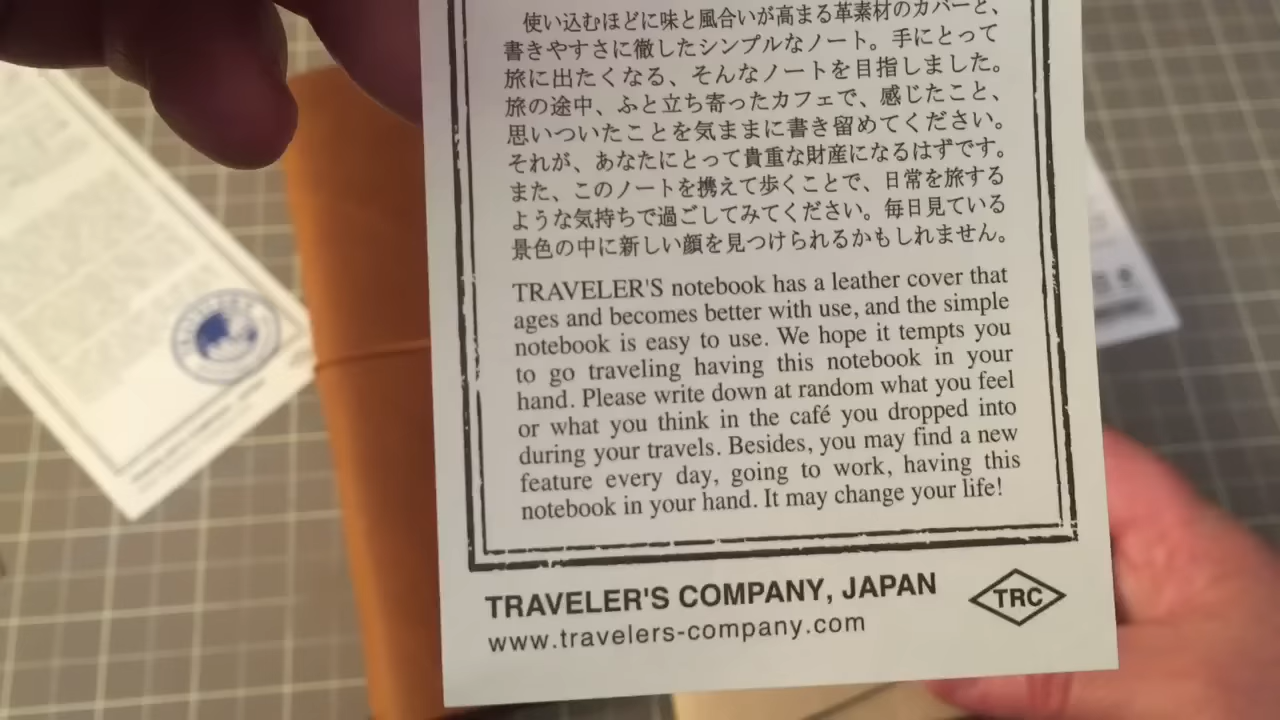 使い込むほどに味と風合いが高まる革素材のカバーと、
書きやすさに徹したシンプルなノート。手にとって
旅に出たくなる、そんなノートを目指しました。
旅の途中、ふと立ち寄ったカフェで、感じたこと、
思いついたことを気ままに書き留めてください。
それが、あなたにとって貴重な財産になるはずです。
また、このノートを携えて歩くことで、日常を旅する
ような気持ちで過ごしてみてください。毎日見ている
景色の中に新しい顔を見つけられるかもしれません。
TRAVELER'S notebook has a leather cover that
ages and becomes better with use, and the simple
notebook is easy to use. We hope it tempts you
to go traveling having this notebook in your
hand. Please write down at random what you feel
or what you think in the café you dropped into
during your travels. Besides, you may find a new
feature every day, going to work, having this
notebook in your hand. It may change your life!
TRAVELER'S COMPANY, JAPAN
www.travelers-company.com
TRC